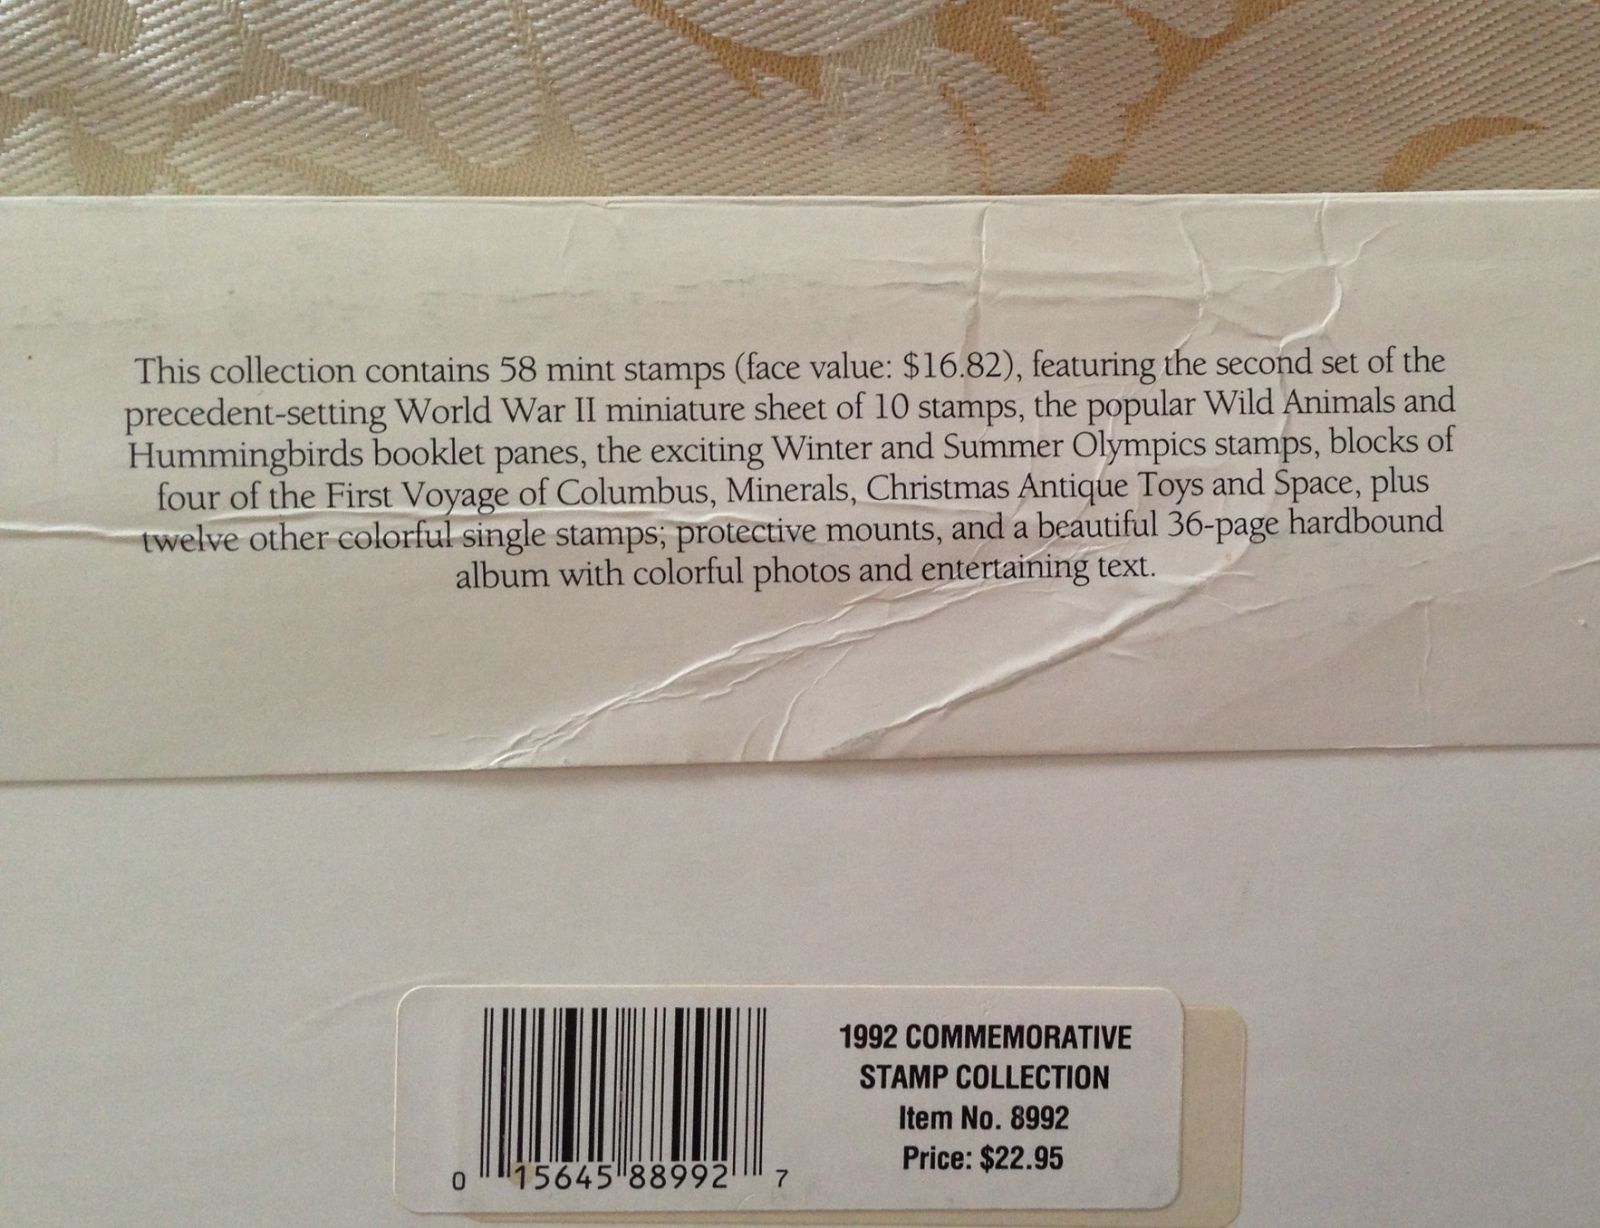 This collection contains 58 mint stamps (face value: $16.82), featuring the second set of the
precedent-setting World War II miniature sheet of 10 stamps, the popular Wild Animals and
Hummingbirds booklet panes, the exciting Winter and Summer Olympics stamps, blocks of
four of the First Voyage of Columbus, Minerals, Christmas Antique Toys and Space, plus
twelve other colorful single stamps; protective mounts, and a beautiful 36-page hardbound
album with colorful photos and entertaining text.
1992 COMMEMORATIVE
STAMP COLLECTION
Item No. 8992
Price: $22.95
0 15645 88992 7